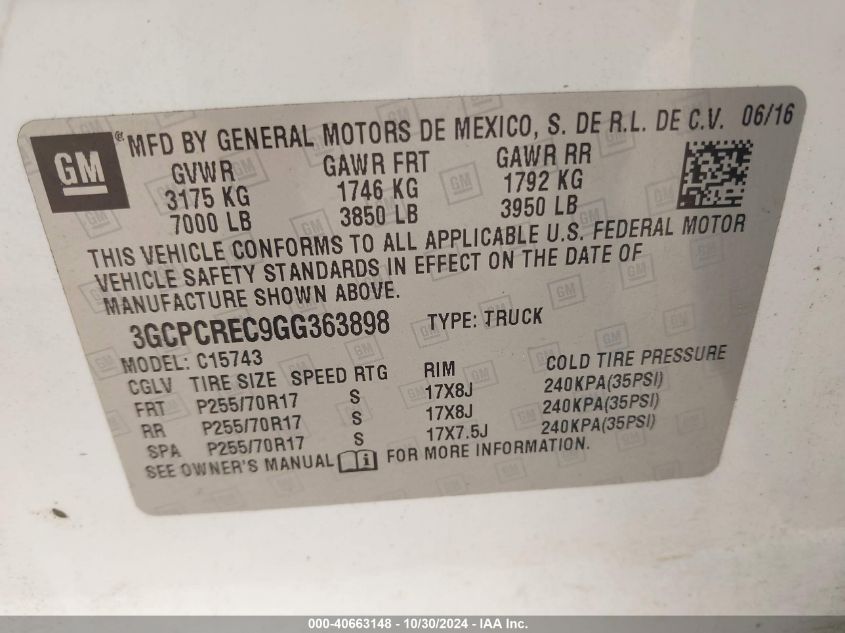 GM
® MFD BY GENERAL MOTORS DE MEXICO, S. DE R.L. DE C.V. 06/16
GVWR GAWR FRT GAWR RR
3175 KG 1746 KG 1792 KG
7000 LB 3850 LB 3950 LB
THIS VEHICLE CONFORMS TO ALL APPLICABLE U.S. FEDERAL MOTOR
VEHICLE SAFETY STANDARDS IN EFFECT ON THE DATE OF
MANUFACTURE SHOWN ABOVE.
3GCPCREC9GG363898 TYPE: TRUCK
MODEL: C15743
CGLV TIRE SIZE SPEED RTG RIM COLD TIRE PRESSURE
FRT P255/70R17 S 17X8J 240KPA(35PSI)
RR P255/70R17 S 17X8J 240KPA(35PSI)
SPA P255/70R17 S 17X7.5J 240KPA(35PSI)
SEE OWNER'S MANUAL i FOR MORE INFORMATION.
000-40663148 - 10/30/2024 - IAA Inc.